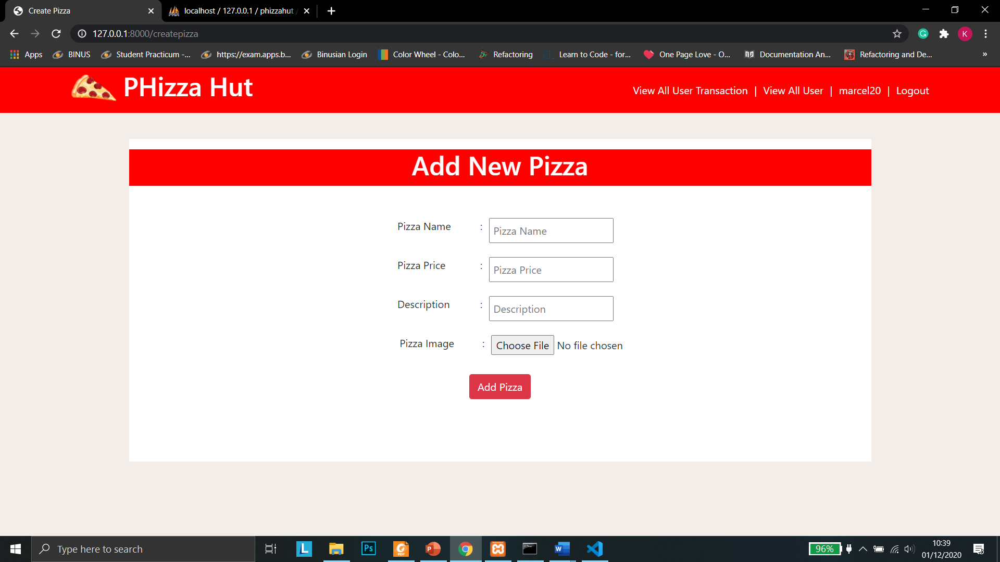 Create Pizza
localhost / 127.0.0.1 / phizzahut
127.0.0.1:8000/createpizza
Apps BINUS Student Practicum -... https://exam.apps.b... Binusian Login Color Wheel - Colo... Refactoring Learn to Code - for... One Page Love - O... Documentation An... Refactoring and De... »
PHizza Hut
View All User Transaction | View All User | marcel20 | Logout
Add New Pizza
Pizza Name : Pizza Name
Pizza Price : Pizza Price
Description : Description
Pizza Image : Choose File No file chosen
Add Pizza
Type here to search
96%
10:39
01/12/2020